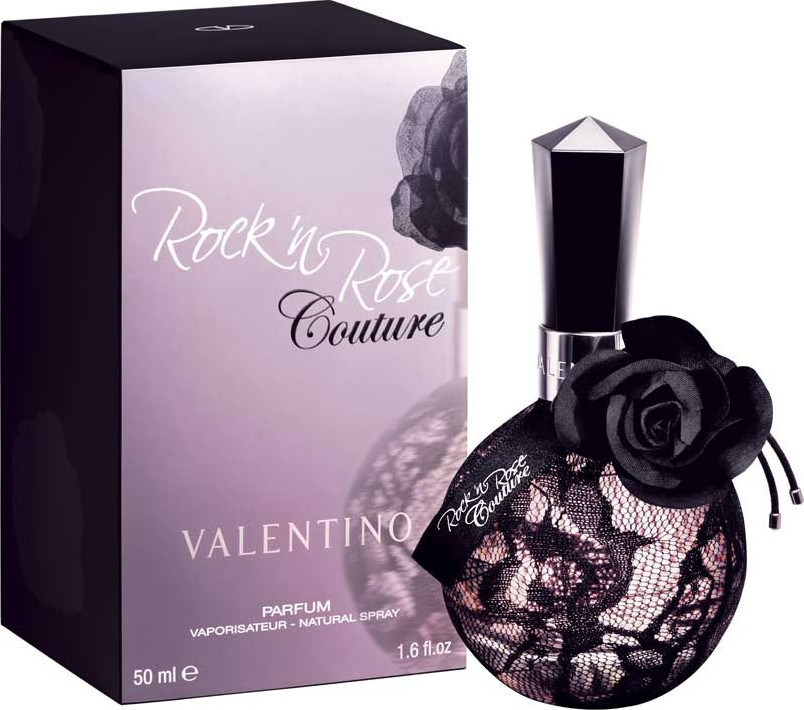 Rock 'n
Rose
Couture
VALENTINO
PARFUM
VAPORISATEUR - NATURAL SPRAY
50 ml ℮
1.6 fl.oz
Rock 'n Rose
Couture